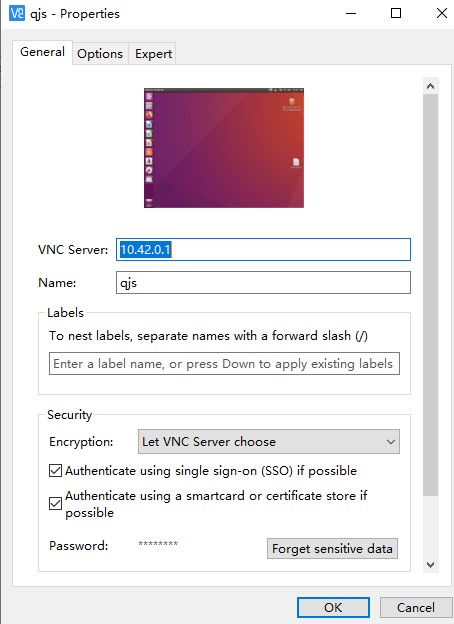 qjs - Properties
General Options Expert
VNC Server: 10.42.0.1
Name: qjs
Labels
To nest labels, separate names with a forward slash (/)
Enter a label name, or press Down to apply existing labels
Security
Encryption: Let VNC Server choose
Authenticate using single sign-on (SSO) if possible
Authenticate using a smartcard or certificate store if
possible
Password: ********
Forget sensitive data
OK Cancel